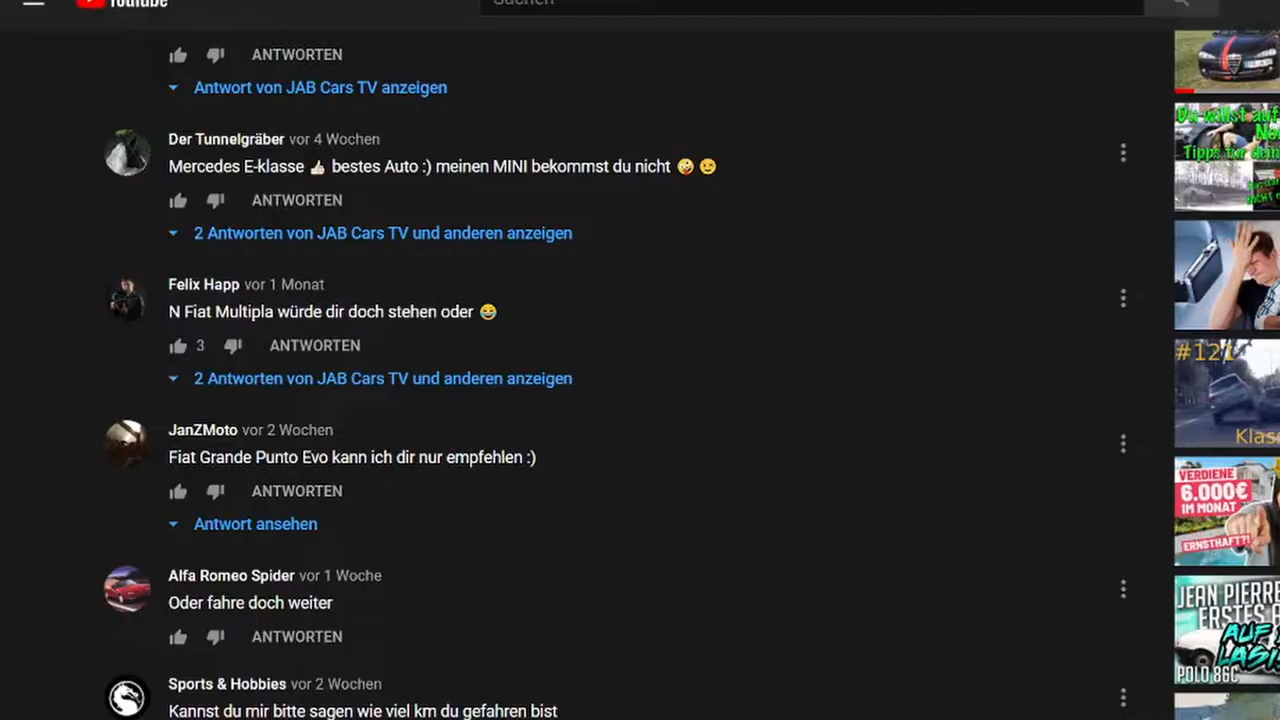 YouTube
Suchen
ANTWORTEN
Antwort von JAB Cars TV anzeigen
Der Tunnelgräber vor 4 Wochen
Mercedes E-klasse 👍🏻 bestes Auto :) meinen MINI bekommst du nicht 🤪 😉
ANTWORTEN
2 Antworten von JAB Cars TV und anderen anzeigen
Felix Happ vor 1 Monat
N Fiat Multipla würde dir doch stehen oder 😂
3 ANTWORTEN
2 Antworten von JAB Cars TV und anderen anzeigen
JanZMoto vor 2 Wochen
Fiat Grande Punto Evo kann ich dir nur empfehlen :)
ANTWORTEN
Antwort ansehen
Alfa Romeo Spider vor 1 Woche
Oder fahre doch weiter
ANTWORTEN
Sports & Hobbies vor 2 Wochen
Kannst du mir bitte sagen wie viel km du gefahren bist
Du willst auf
Tipps für dein
#121
Klass
VERDIENE
6.000€
IM MONAT
ERNSTHAFT?!
JEAN PIERRE
ERSTES
AUF
POLO 86C